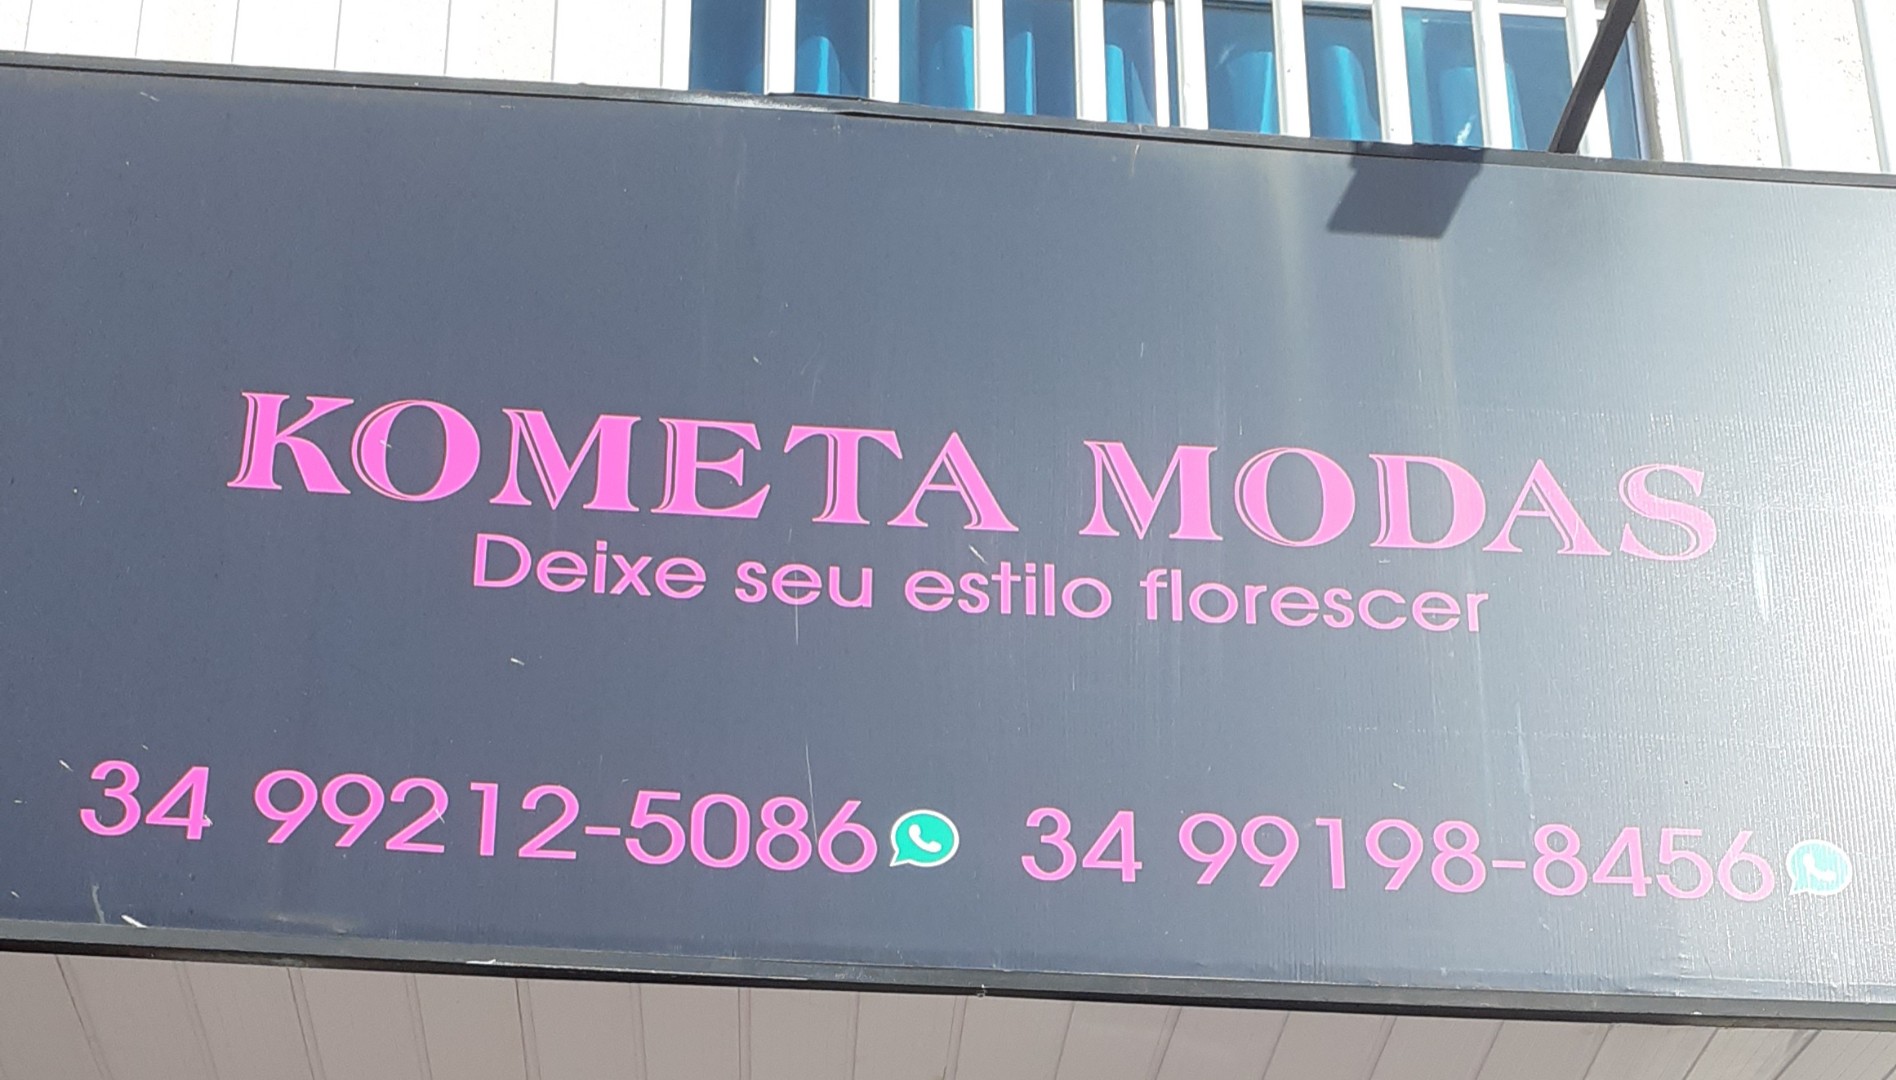 KOMETA MODAS
Deixe seu estilo florescer
34 99212-5086 34 99198-8456